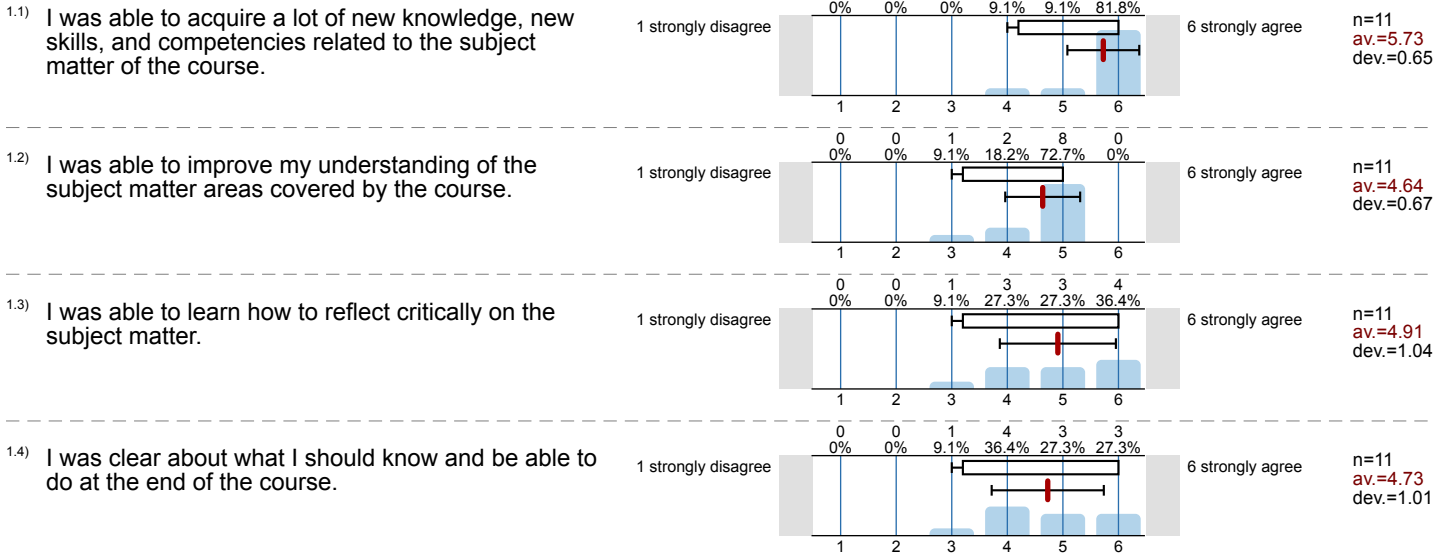 0% 0% 0% 9.1% 9.1% 81.8%
1.1) I was able to acquire a lot of new knowledge, new
skills, and competencies related to the subject
matter of the course.
1 strongly disagree
6 strongly agree
n=11
av.=5.73
dev.=0.65
1 2 3 4 5 6
0 0 1 2 8 0
0% 0% 9.1% 18.2% 72.7% 0%
1.2) I was able to improve my understanding of the
subject matter areas covered by the course.
1 strongly disagree
6 strongly agree
n=11
av.=4.64
dev.=0.67
1 2 3 4 5 6
0 0 1 3 3 4
0% 0% 9.1% 27.3% 27.3% 36.4%
1.3) I was able to learn how to reflect critically on the
subject matter.
1 strongly disagree
6 strongly agree
n=11
av.=4.91
dev.=1.04
1 2 3 4 5 6
0 0 1 4 3 3
0% 0% 9.1% 36.4% 27.3% 27.3%
1.4) I was clear about what I should know and be able to
do at the end of the course.
1 strongly disagree
6 strongly agree
n=11
av.=4.73
dev.=1.01
1 2 3 4 5 6